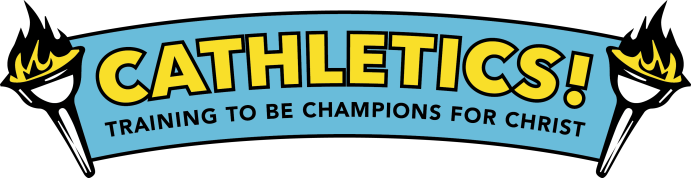 CATHLETICS!
TRAINING TO BE CHAMPIONS FOR CHRIST